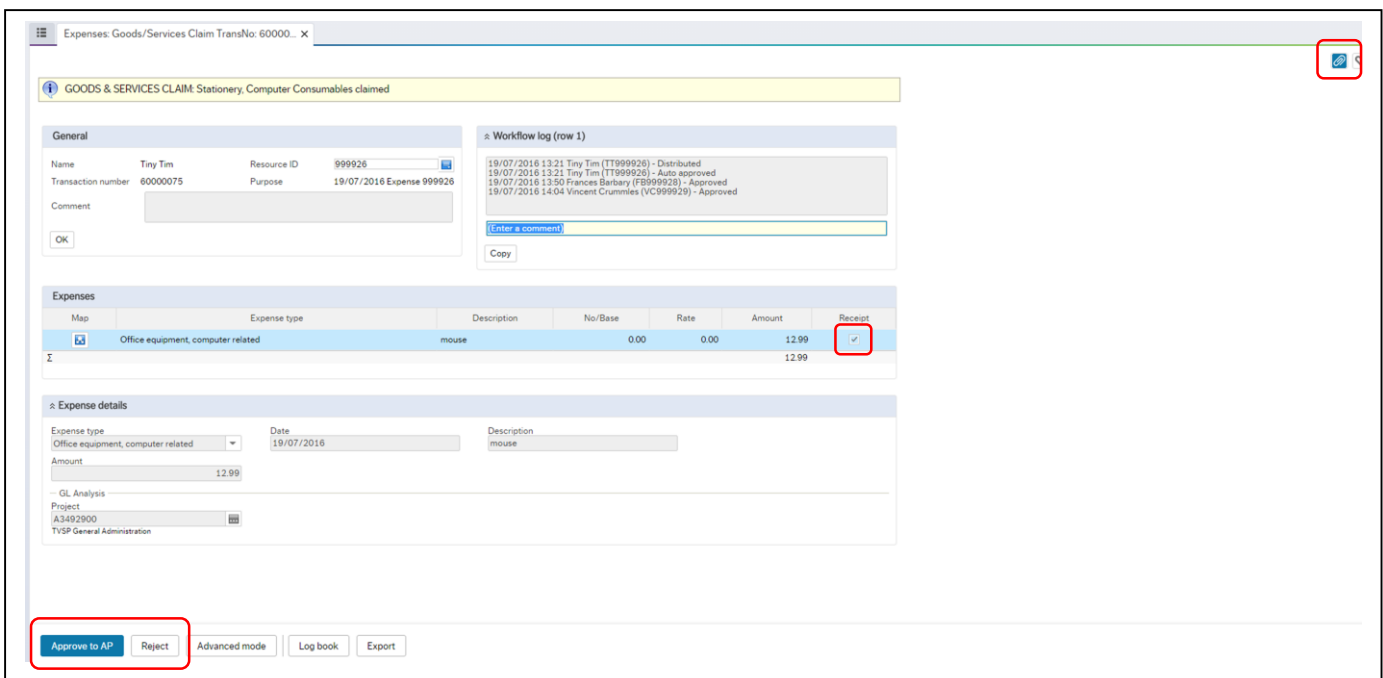 Expenses: Goods/Services Claim TransNo: 60000... X
GOODS & SERVICES CLAIM: Stationery, Computer Consumables claimed
General
Name Tiny Tim Resource ID 999926
Transaction number 60000075 Purpose 19/07/2016 Expense 999926
Comment
OK
Workflow log (row 1)
19/07/2016 13:21 Tiny Tim (TT999926) - Distributed
19/07/2016 13:21 Tiny Tim (TT999926) - Auto approved
19/07/2016 13:50 Frances Barbary (FB999928) - Approved
19/07/2016 14:04 Vincent Crummles (VC999929) - Approved
(Enter a comment)
Copy
Expenses
Map Expense type Description No/Base Rate Amount Receipt
Office equipment, computer related mouse 0.00 0.00 12.99
Σ 12.99
Expense details
Expense type Date Description
Office equipment, computer related 19/07/2016 mouse
Amount
12.99
GL Analysis
Project
A3492900
TVSP General Administration
Approve to AP Reject Advanced mode Log book Export